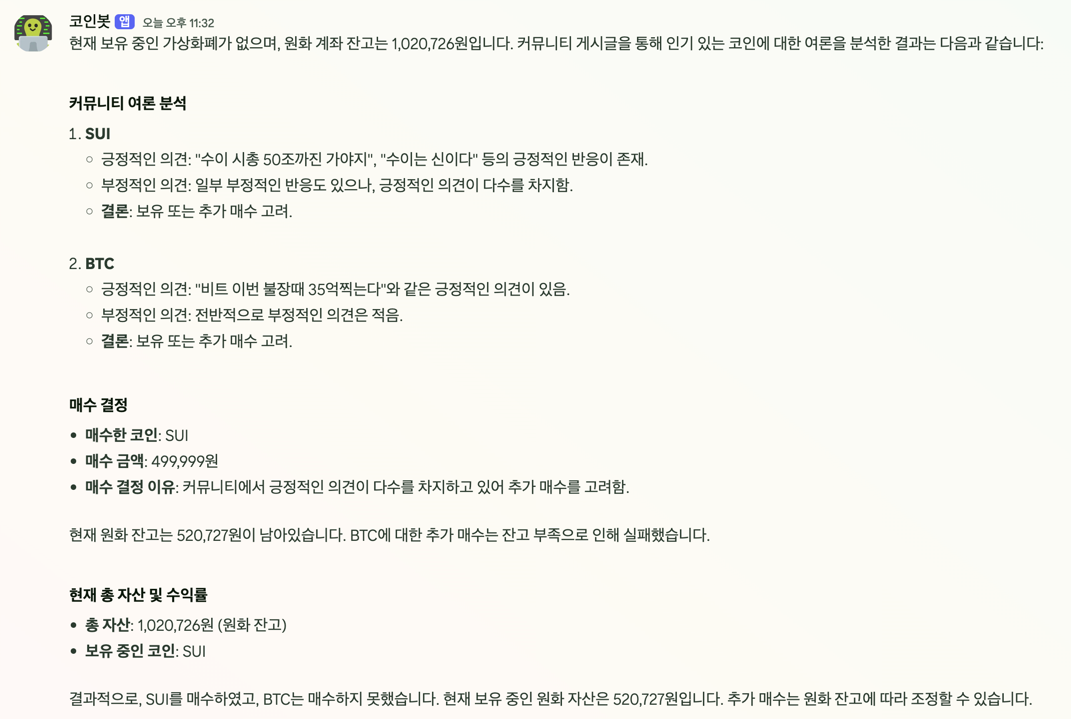 코인봇 앱 오늘 오후 11:32
현재 보유 중인 가상화폐가 없으며, 원화 계좌 잔고는 1,020,726원입니다. 커뮤니티 게시글을 통해 인기 있는 코인에 대한 여론을 분석한 결과는 다음과 같습니다:
커뮤니티 여론 분석
1. SUI
○ 긍정적인 의견: "수이 시총 50조까진 가야지", "수이는 신이다" 등의 긍정적인 반응이 존재.
○ 부정적인 의견: 일부 부정적인 반응도 있으나, 긍정적인 의견이 다수를 차지함.
○ 결론: 보유 또는 추가 매수 고려.
2. BTC
○ 긍정적인 의견: "비트 이번 불장때 35억찍는다"와 같은 긍정적인 의견이 있음.
○ 부정적인 의견: 전반적으로 부정적인 의견은 적음.
○ 결론: 보유 또는 추가 매수 고려.
매수 결정
• 매수한 코인: SUI
• 매수 금액: 499,999원
• 매수 결정 이유: 커뮤니티에서 긍정적인 의견이 다수를 차지하고 있어 추가 매수를 고려함.
현재 원화 잔고는 520,727원이 남아있습니다. BTC에 대한 추가 매수는 잔고 부족으로 인해 실패했습니다.
현재 총 자산 및 수익률
• 총 자산: 1,020,726원 (원화 잔고)
• 보유 중인 코인: SUI
결과적으로, SUI를 매수하였고, BTC는 매수하지 못했습니다. 현재 보유 중인 원화 자산은 520,727원입니다. 추가 매수는 원화 잔고에 따라 조정할 수 있습니다.